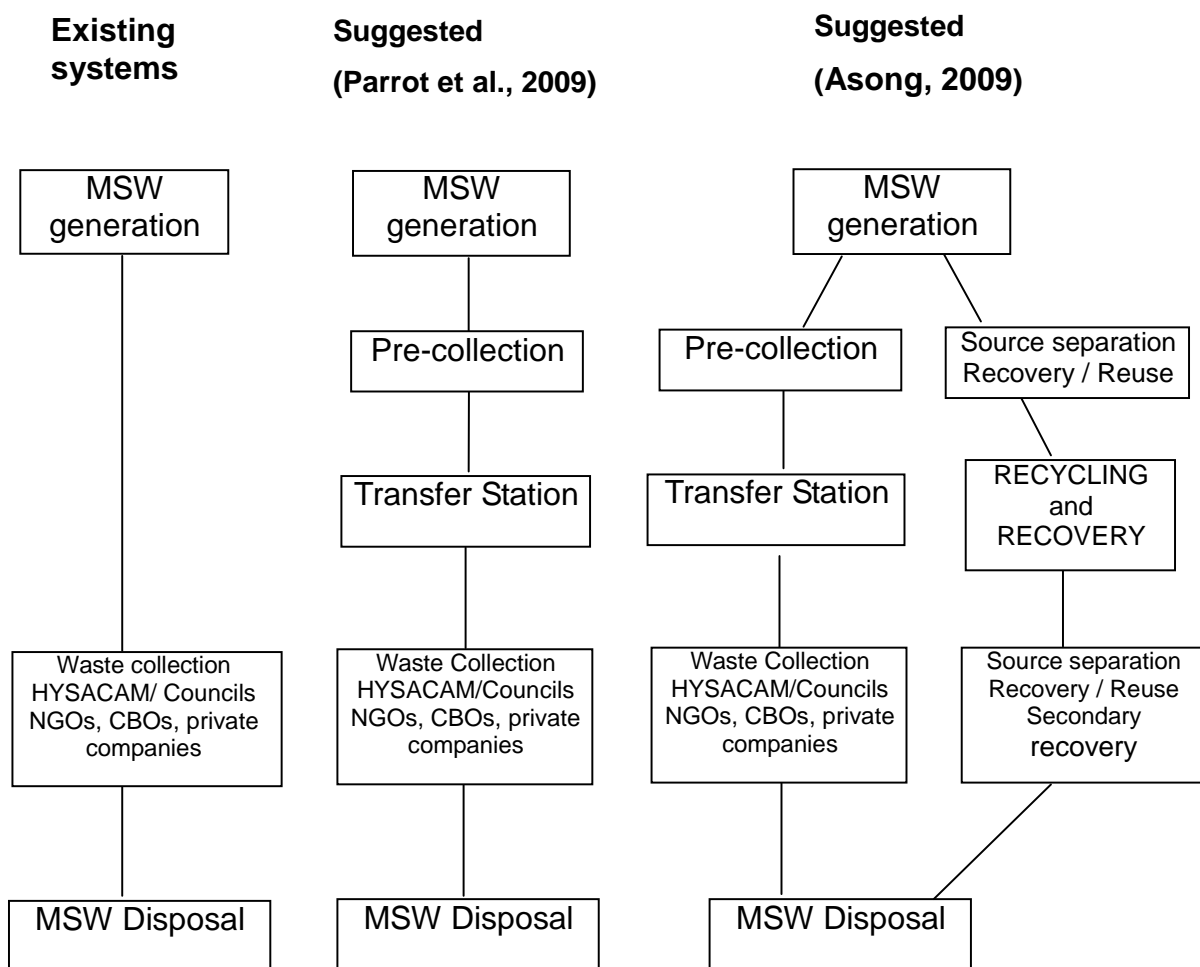 Existing
systems
Suggested
(Parrot et al., 2009)
Suggested
(Asong, 2009)
MSW
generation
Waste collection
HYSACAM/ Councils
NGOs, CBOs, private
companies
MSW Disposal
MSW
generation
Pre-collection
Transfer Station
Waste Collection
HYSACAM/Councils
NGOs, CBOs, private
companies
MSW Disposal
MSW
generation
Pre-collection
Transfer Station
Waste Collection
HYSACAM/Councils
NGOs, CBOs, private
companies
Source separation
Recovery / Reuse
RECYCLING
and
RECOVERY
Source separation
Recovery / Reuse
Secondary
recovery
MSW Disposal